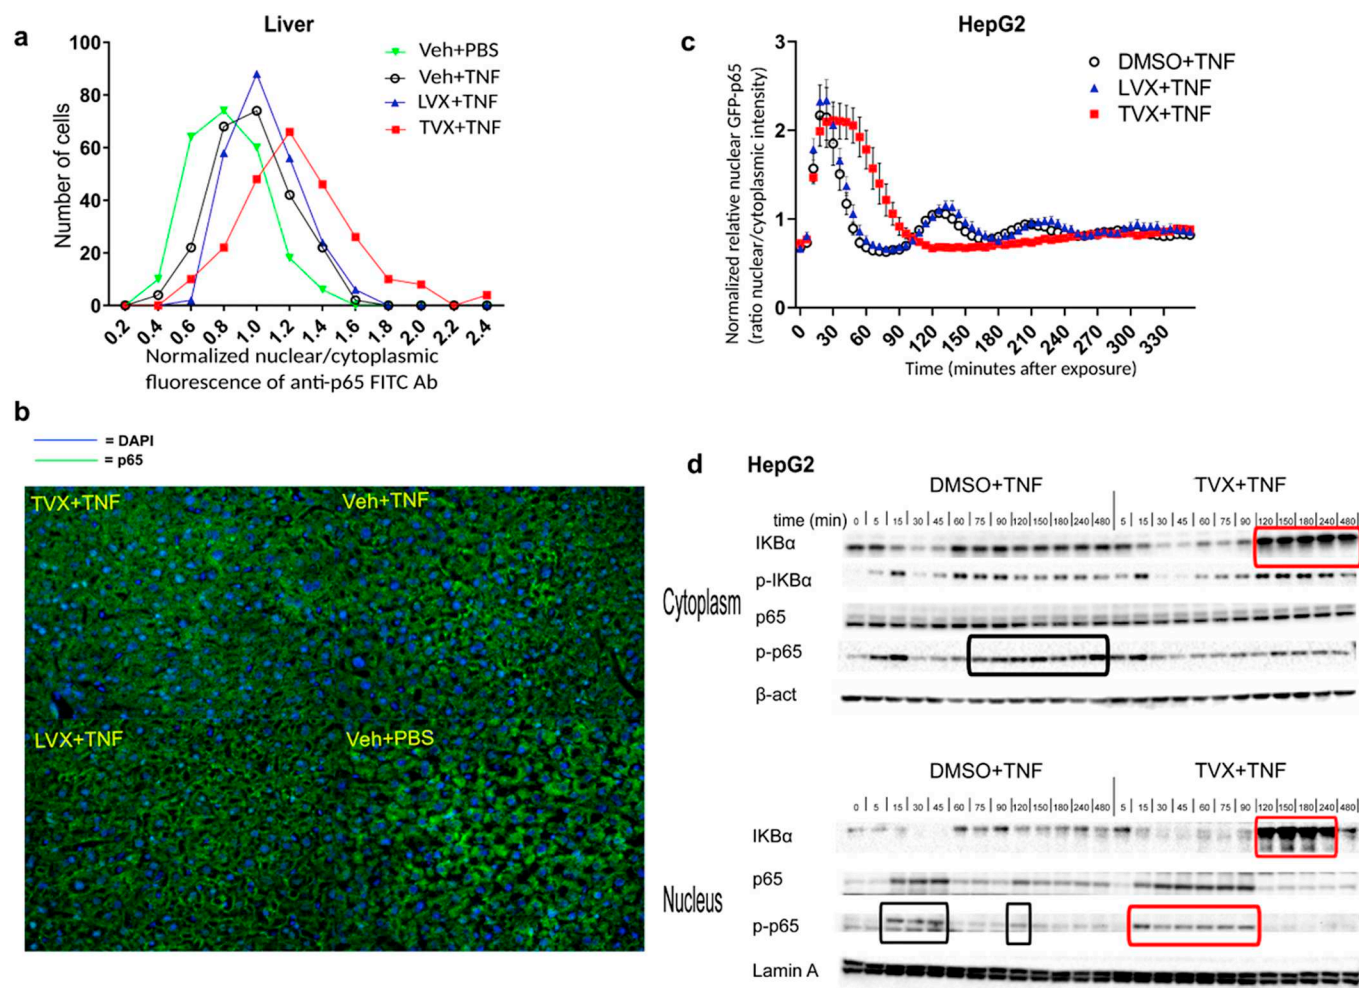 a
Liver
Veh+PBS
Veh+TNF
LVX+TNF
TVX+TNF
Number of cells
100
80
60
40
20
0
0.2 0.4 0.6 0.8 1.0 1.2 1.4 1.6 1.8 2.0 2.2 2.4
Normalized nuclear/cytoplasmic
fluorescence of anti-p65 FITC Ab
c
HepG2
DMSO+TNF
LVX+TNF
TVX+TNF
Normalized relative nuclear GFP-p65
(ratio nuclear/cytoplasmic intensity)
3
2
1
0
0 30 60 90 120 150 180 210 240 270 300 330
Time (minutes after exposure)
b
= DAPI
= p65
TVX+TNF
Veh+TNF
LVX+TNF
Veh+PBS
d HepG2
DMSO+TNF TVX+TNF
time (min) 0 5 15 30 45 60 75 90 120 150 180 240 480 5 15 30 45 60 75 90 120 150 180 240 480
Cytoplasm
IKBα
p-IKBα
p65
p-p65
β-act
DMSO+TNF TVX+TNF
0 5 15 30 45 60 75 90 120 150 180 240 480 5 15 30 45 60 75 90 120 150 180 240 480
Nucleus
IKBα
p65
p-p65
Lamin A